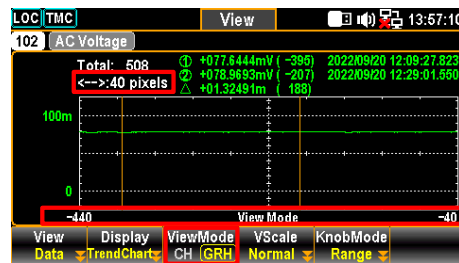 LOC TMC View 13:57:10
102 AC Voltage
Total: 508 ① +077.6444mV ( -395) 2022/09/20 12:09:27.823
<-->:40 pixels ② +078.9693mV ( -207) 2022/09/20 12:29:01.550
△ +01.32491m ( 188)
100m
0
-440 View Mode -40
View Display ViewMode VScale KnobMode
Data TrendChart CH GRH Normal Range